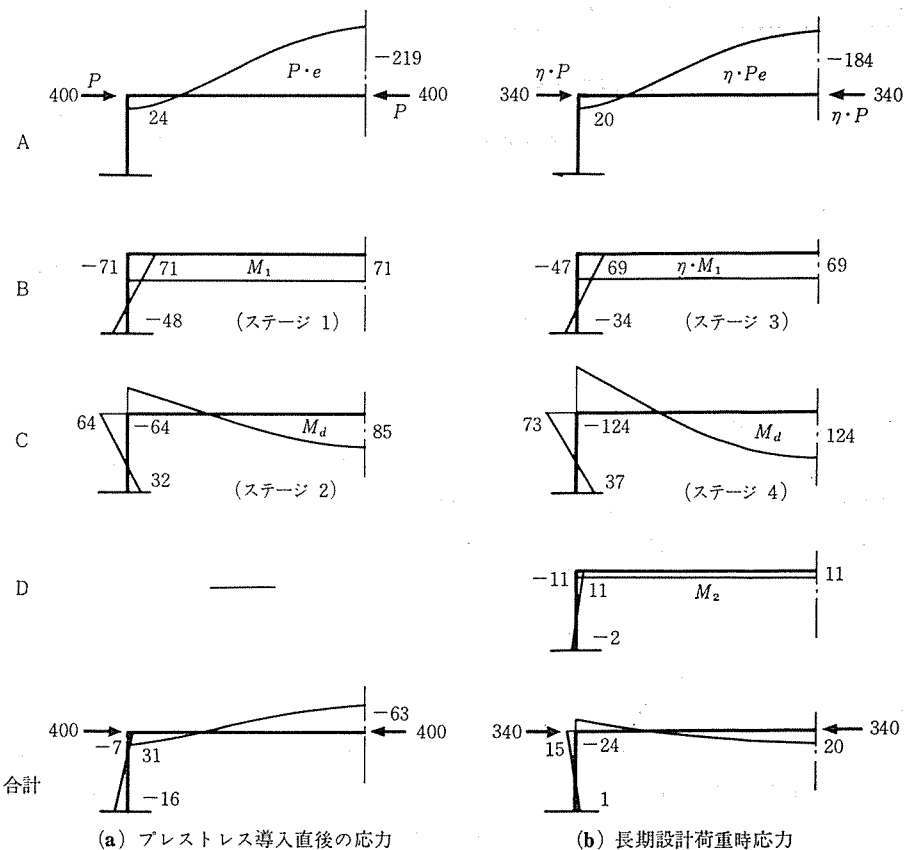 P・e
-219
400
P
400
P
24
A
η・P
η・Pe
-184
340
340
η・P
20
B
-71
71
M₁
71
-48
(ステージ 1)
-47
69
η・M₁
69
-34
(ステージ 3)
C
64
-64
M_d
85
32
(ステージ 2)
73
-124
M_d
124
37
(ステージ 4)
D
-11
11
M₂
11
-2
合計
400
-63
400
-7
31
-16
340
340
15
-24
20
1
(a) プレストレス導入直後の応力
(b) 長期設計荷重時応力